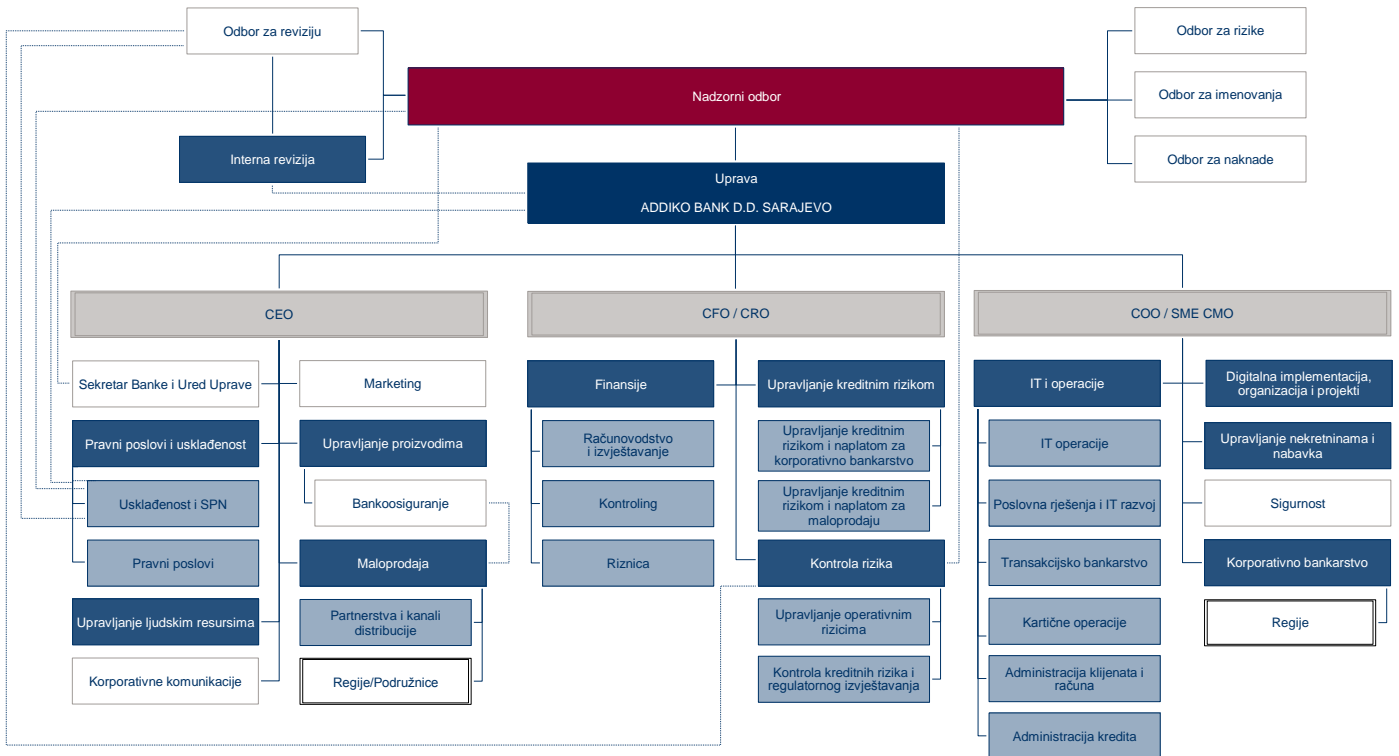 Odbor za reviziju
Odbor za rizike
Nadzorni odbor
Odbor za imenovanja
Interna revizija
Odbor za naknade
Uprava
ADDIKO BANK D.D. SARAJEVO
CEO
CFO / CRO
COO / SME CMO
Sekretar Banke i Ured Uprave
Marketing
Pravni poslovi i usklađenost
Upravljanje proizvodima
Usklađenost i SPN
Bankoosiguranje
Pravni poslovi
Maloprodaja
Upravljanje ljudskim resursima
Partnerstva i kanali
distribucije
Korporativne komunikacije
Regije/Podružnice
Finansije
Upravljanje kreditnim rizikom
Računovodstvo
i izvještavanje
Upravljanje kreditnim
rizikom i naplatom za
korporativno bankarstvo
Kontroling
Upravljanje kreditnim
rizikom i naplatom za
maloprodaju
Riznica
Kontrola rizika
Upravljanje operativnim
rizicima
Kontrola kreditnih rizika i
regulatornog izvještavanja
IT i operacije
Digitalna implementacija,
organizacija i projekti
IT operacije
Upravljanje nekretninama i
nabavka
Poslovna rješenja i IT razvoj
Sigurnost
Transakcijsko bankarstvo
Korporativno bankarstvo
Kartične operacije
Regije
Administracija klijenata i
računa
Administracija kredita